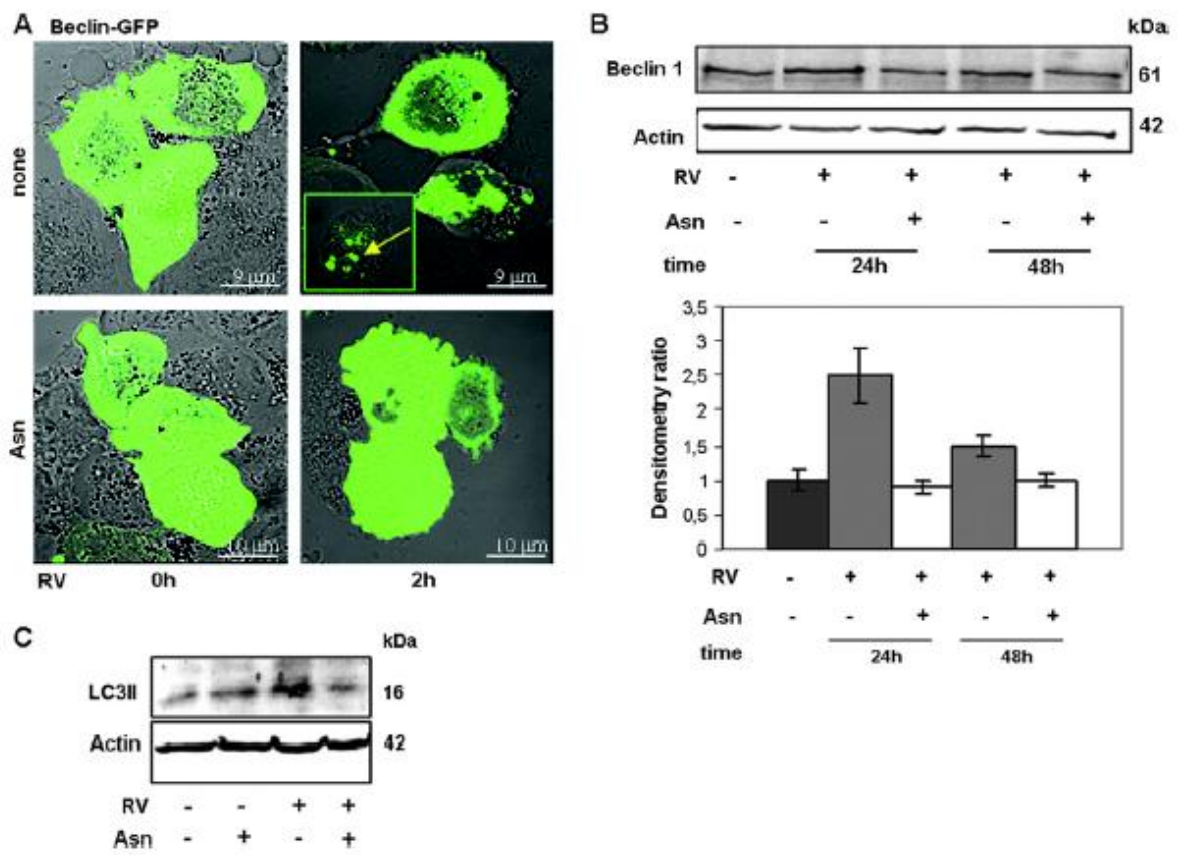 A Beclin-GFP
none
9 µm
9 µm
Asn
10 µm
10 µm
RV 0h 2h
B
kDa
Beclin 1 61
Actin 42
RV - + + + +
Asn - - + - +
time 24h 48h
Densitometry ratio
3,5
3
2,5
2
1,5
1
0,5
0
RV - + + + +
Asn - - + - +
time 24h 48h
C
kDa
LC3II 16
Actin 42
RV - - + +
Asn - + - +